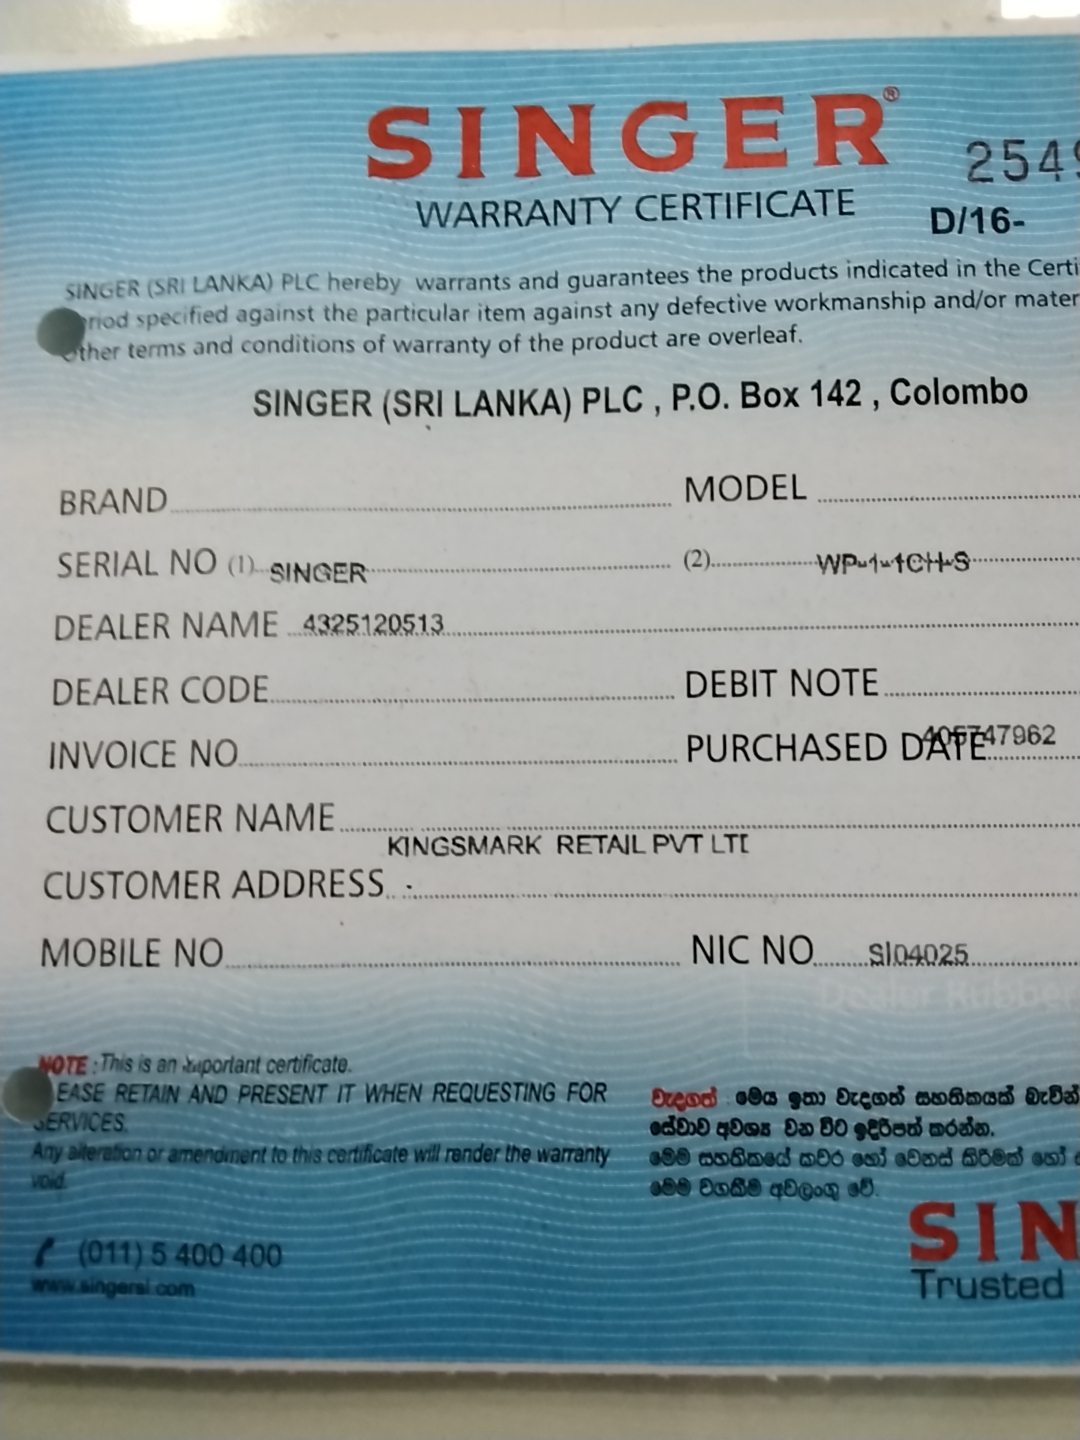 SINGER®
2549
WARRANTY CERTIFICATE
D/16-
SINGER (SRI LANKA) PLC hereby warrants and guarantees the products indicated in the Certi
riod specified against the particular item against any defective workmanship and/or mater
Other terms and conditions of warranty of the product are overleaf.
SINGER (SRI LANKA) PLC , P.O. Box 142 , Colombo
BRAND MODEL
SERIAL NO (1) SINGER (2) WP-1-1CH-S
DEALER NAME 4325120513
DEALER CODE DEBIT NOTE
INVOICE NO PURCHASED DATE 405747962
CUSTOMER NAME
KINGSMARK RETAIL PVT LTD
CUSTOMER ADDRESS
MOBILE NO NIC NO SI04025
Dealer Rubber
NOTE : This is an important certificate.
EASE RETAIN AND PRESENT IT WHEN REQUESTING FOR
SERVICES.
Any alteration or amendment to this certificate will render the warranty
void.
වැදගත් මෙය ඉතා වැදගත් සහතිකයක් බැවින්
සේවාව අවශ්‍ය වන විට ඉදිරිපත් කරන්න.
මෙම සහතිකයේ කවර හෝ වෙනස් කිරීමක් හෝ
මෙම වගකීම අවලංගු වේ.
(011) 5 400 400
www.singersl.com
SIN
Trusted